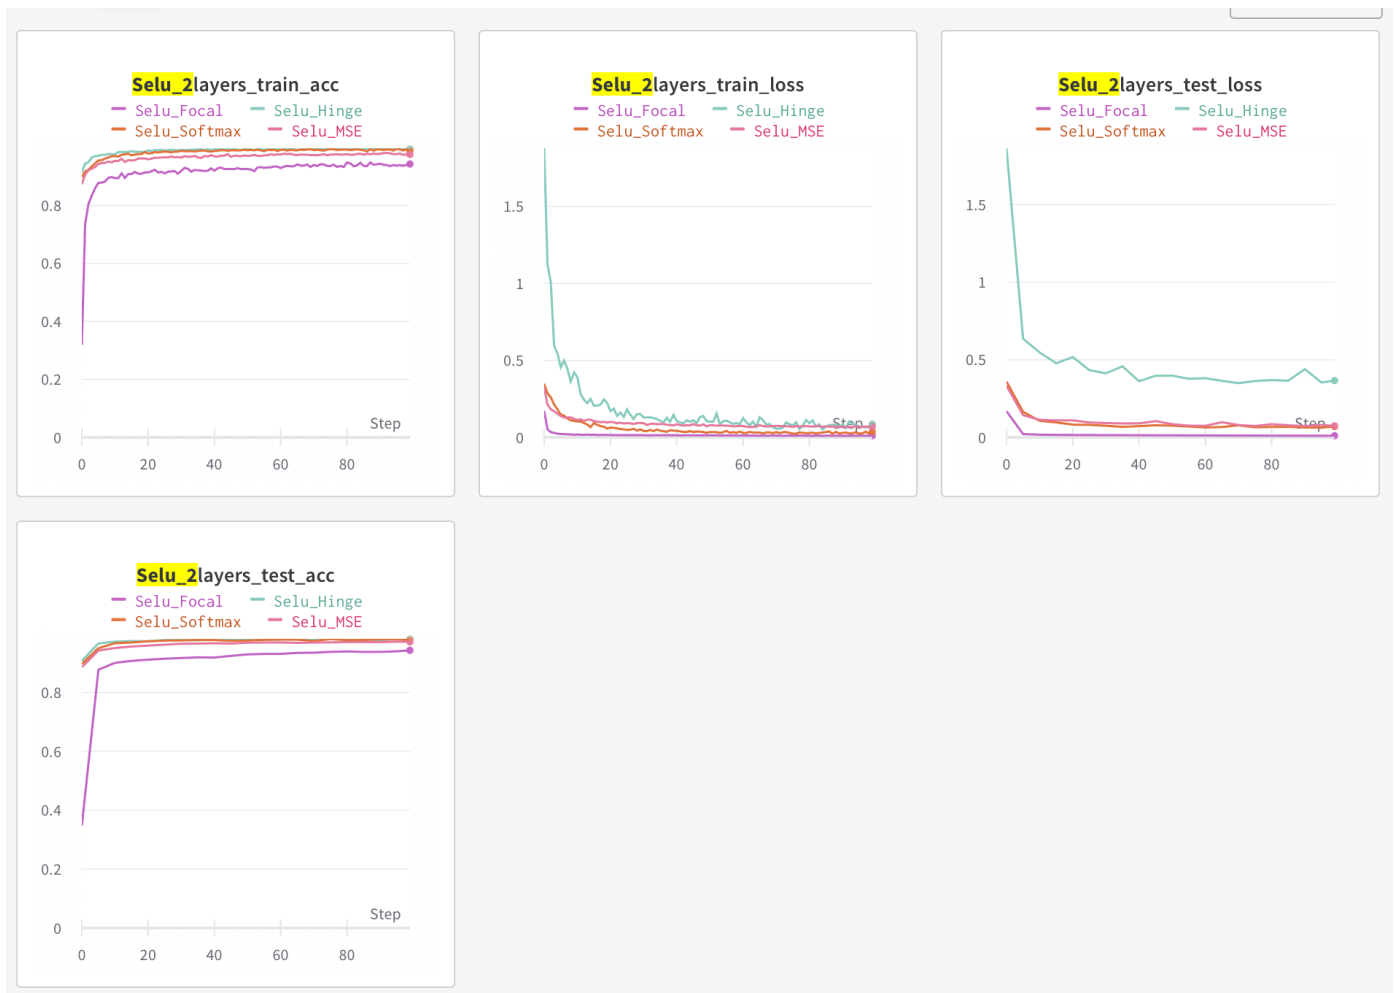 Selu_2layers_train_acc
Selu_Focal Selu_Hinge
Selu_Softmax Selu_MSE
0.8
0.6
0.4
0.2
0
Step
0 20 40 60 80
Selu_2layers_train_loss
Selu_Focal Selu_Hinge
Selu_Softmax Selu_MSE
1.5
1
0.5
0
Step
0 20 40 60 80
Selu_2layers_test_loss
Selu_Focal Selu_Hinge
Selu_Softmax Selu_MSE
1.5
1
0.5
0
Step
0 20 40 60 80
Selu_2layers_test_acc
Selu_Focal Selu_Hinge
Selu_Softmax Selu_MSE
0.8
0.6
0.4
0.2
0
Step
0 20 40 60 80